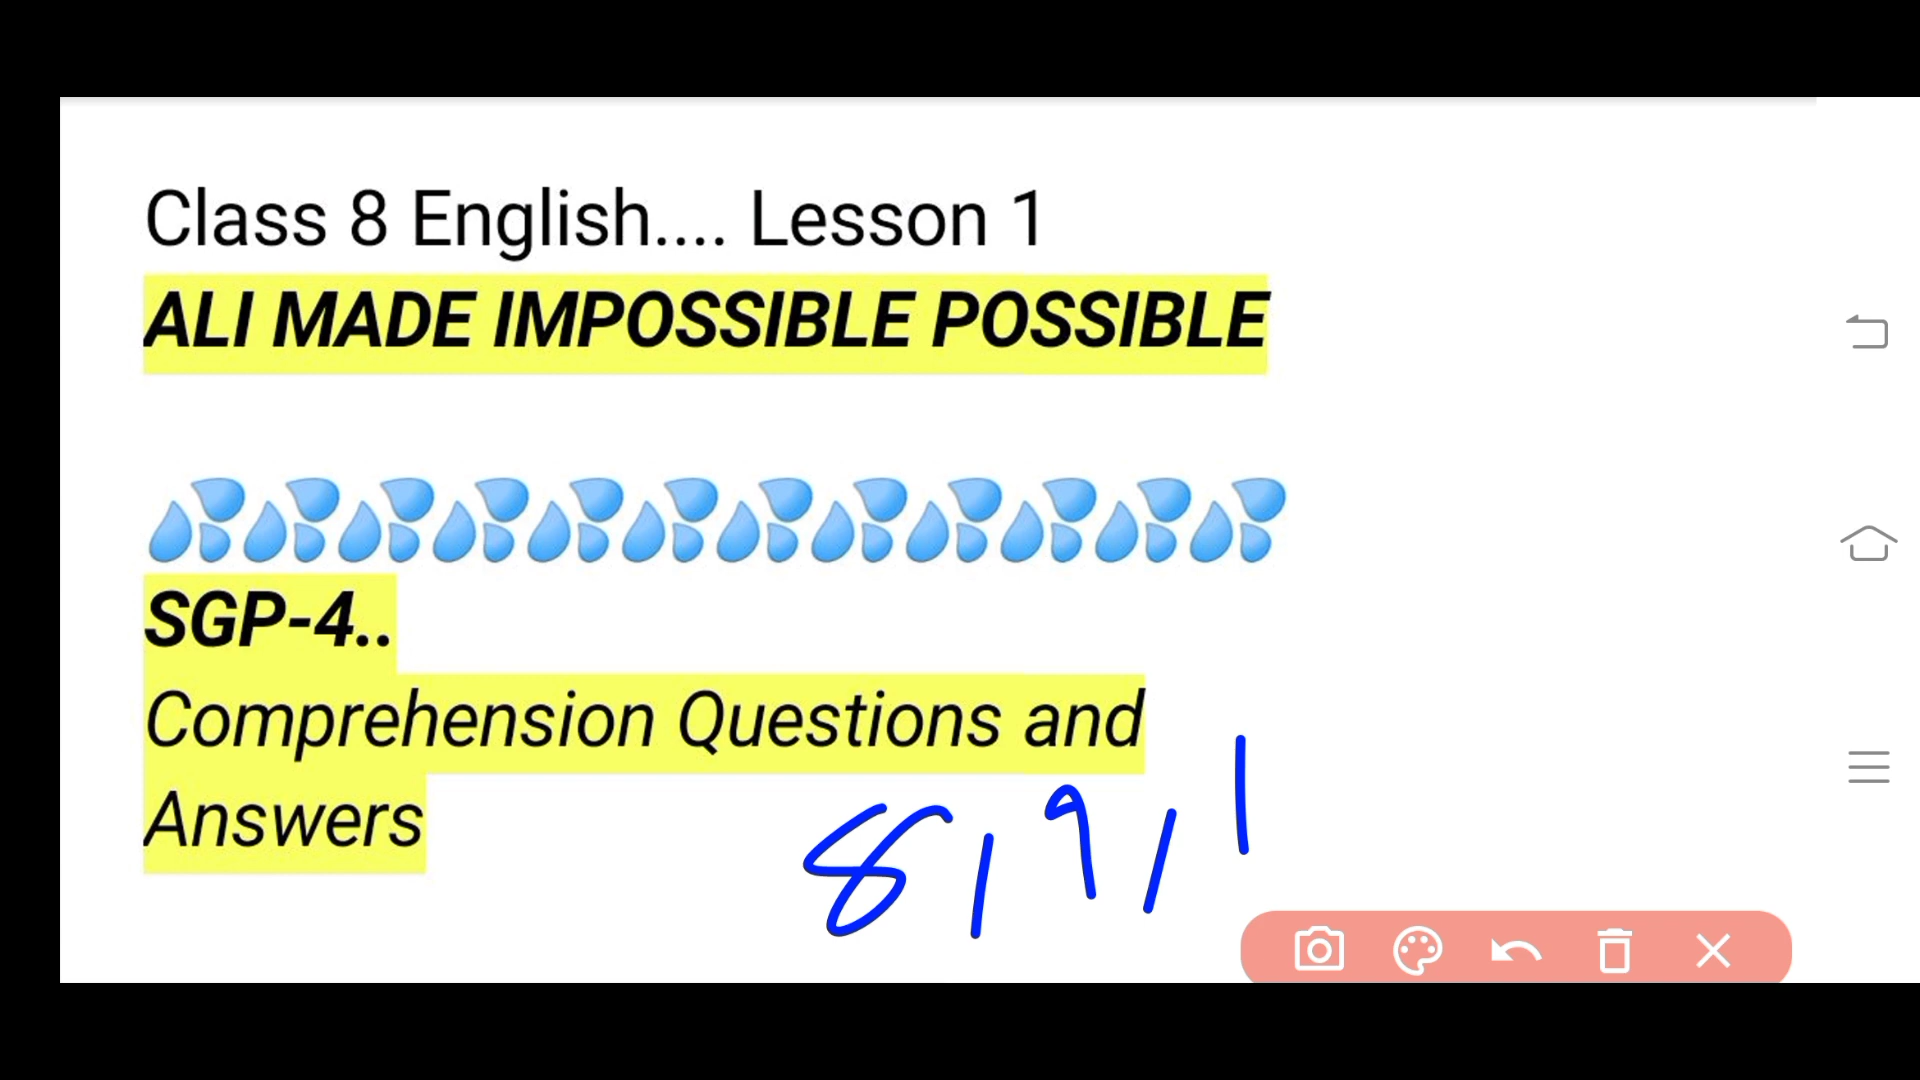 Class 8 English.... Lesson 1
ALI MADE IMPOSSIBLE POSSIBLE
💦💦💦💦💦💦💦💦💦💦💦💦
SGP-4..
Comprehension Questions and
Answers
8/9/1